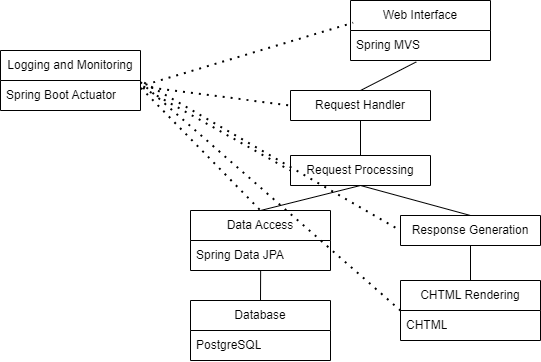 Web Interface
Spring MVS
Logging and Monitoring
Spring Boot Actuator
Request Handler
Request Processing
Data Access
Spring Data JPA
Response Generation
Database
PostgreSQL
CHTML Rendering
CHTML